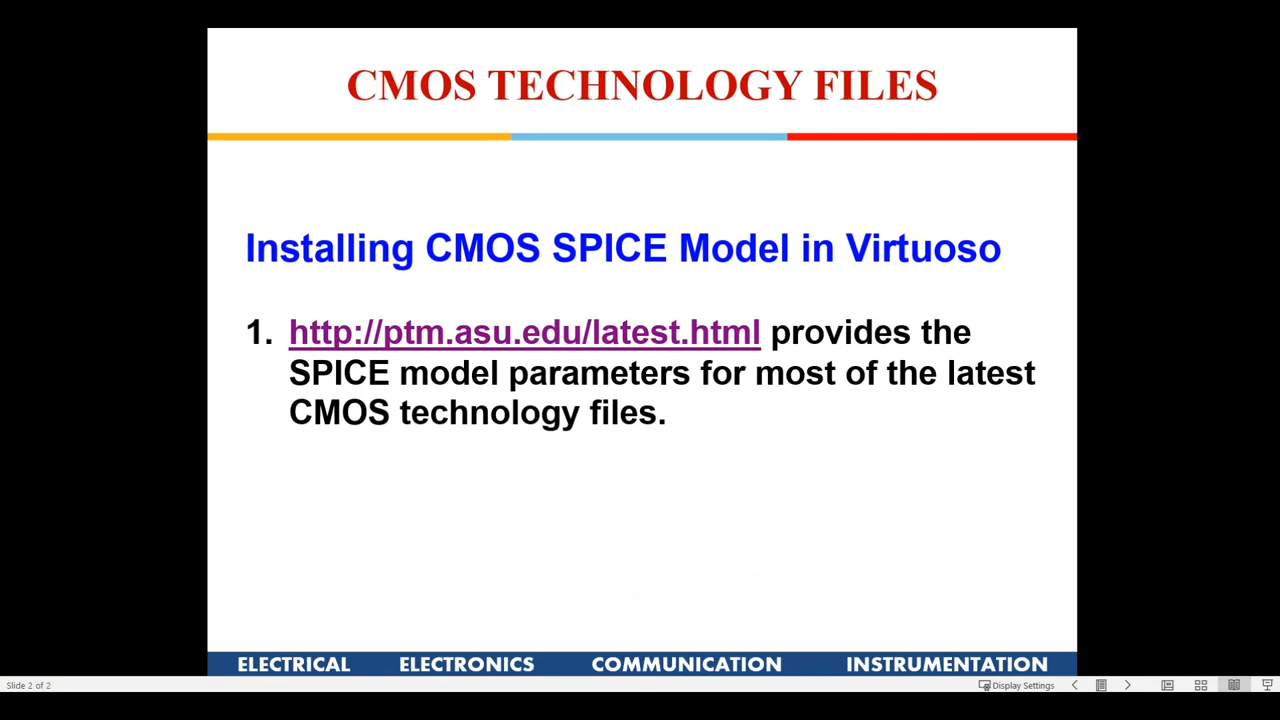 CMOS TECHNOLOGY FILES
Installing CMOS SPICE Model in Virtuoso
1. http://ptm.asu.edu/latest.html provides the
SPICE model parameters for most of the latest
CMOS technology files.
ELECTRICAL ELECTRONICS COMMUNICATION INSTRUMENTATION
Slide 2 of 2 Display Settings